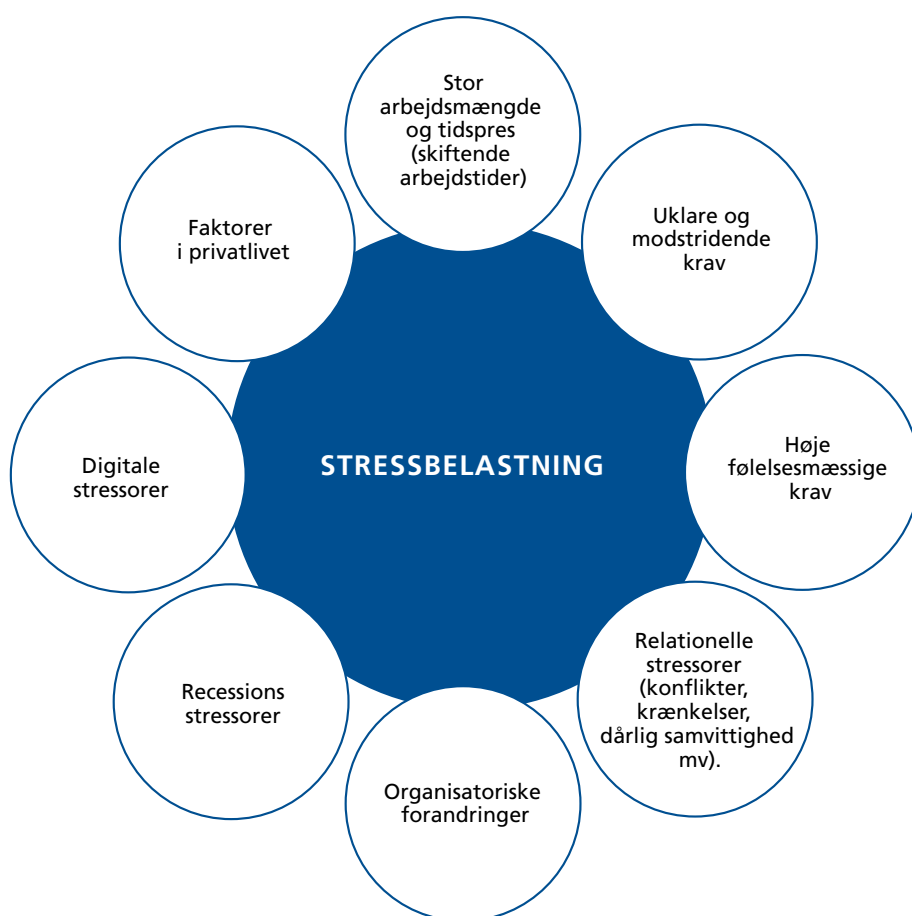 Stor
arbejdsmængde
og tidspres
(skiftende
arbejdstider)
Uklare og
modstridende
krav
Høje
følelsesmæssige
krav
Relationelle
stressorer
(konflikter,
krænkelser,
dårlig samvittighed
mv).
Organisatoriske
forandringer
Recessions
stressorer
Digitale
stressorer
Faktorer
i privatlivet
STRESSBELASTNING